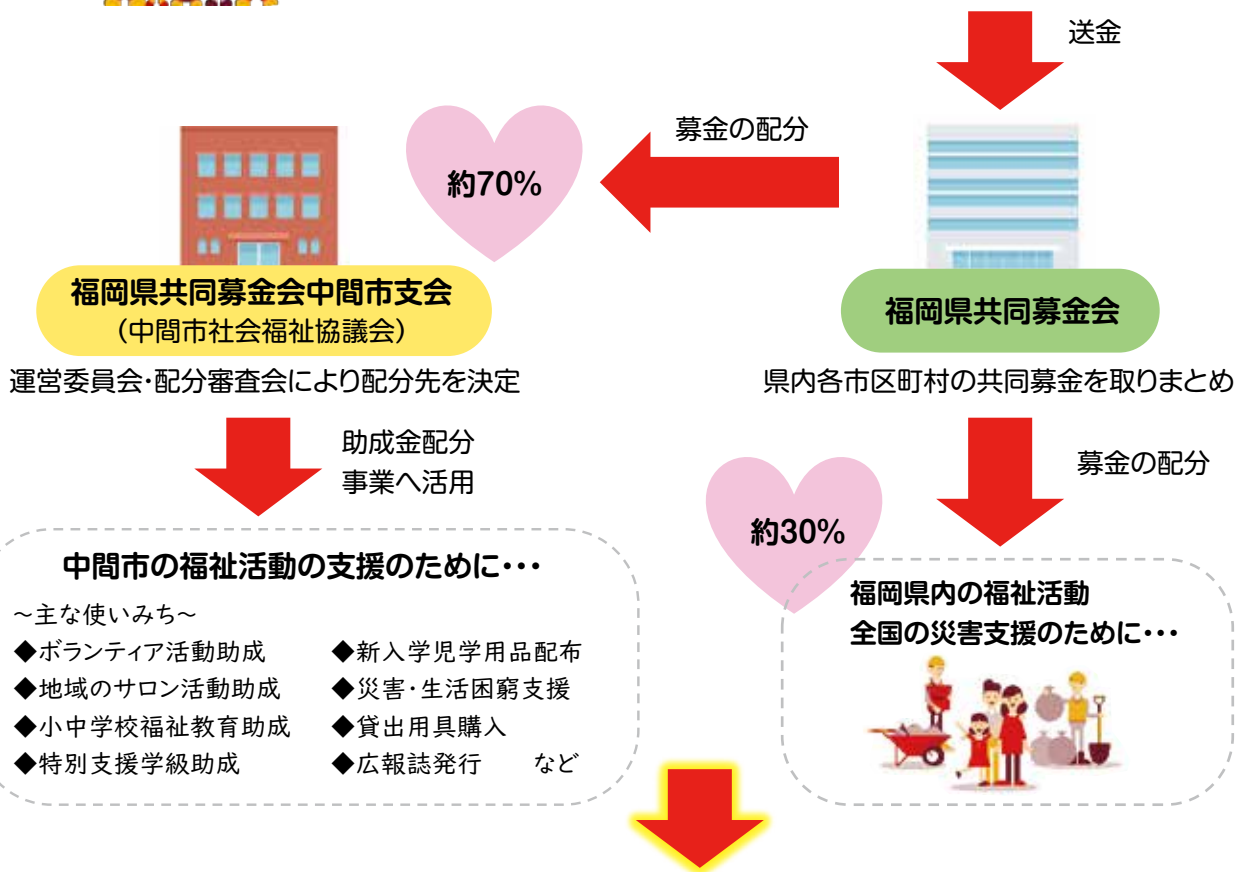 送金
募金の配分
約70%
福岡県共同募金会中間市支会
（中間市社会福祉協議会）
運営委員会・配分審査会により配分先を決定
福岡県共同募金会
県内各市区町村の共同募金を取りまとめ
助成金配分
事業へ活用
募金の配分
約30%
中間市の福祉活動の支援のために・・・
～主な使いみち～
◆ボランティア活動助成
◆地域のサロン活動助成
◆小中学校福祉教育助成
◆特別支援学級助成
◆新入学児学用品配布
◆災害・生活困窮支援
◆貸出用具購入
◆広報誌発行　　など
福岡県内の福祉活動
全国の災害支援のために・・・